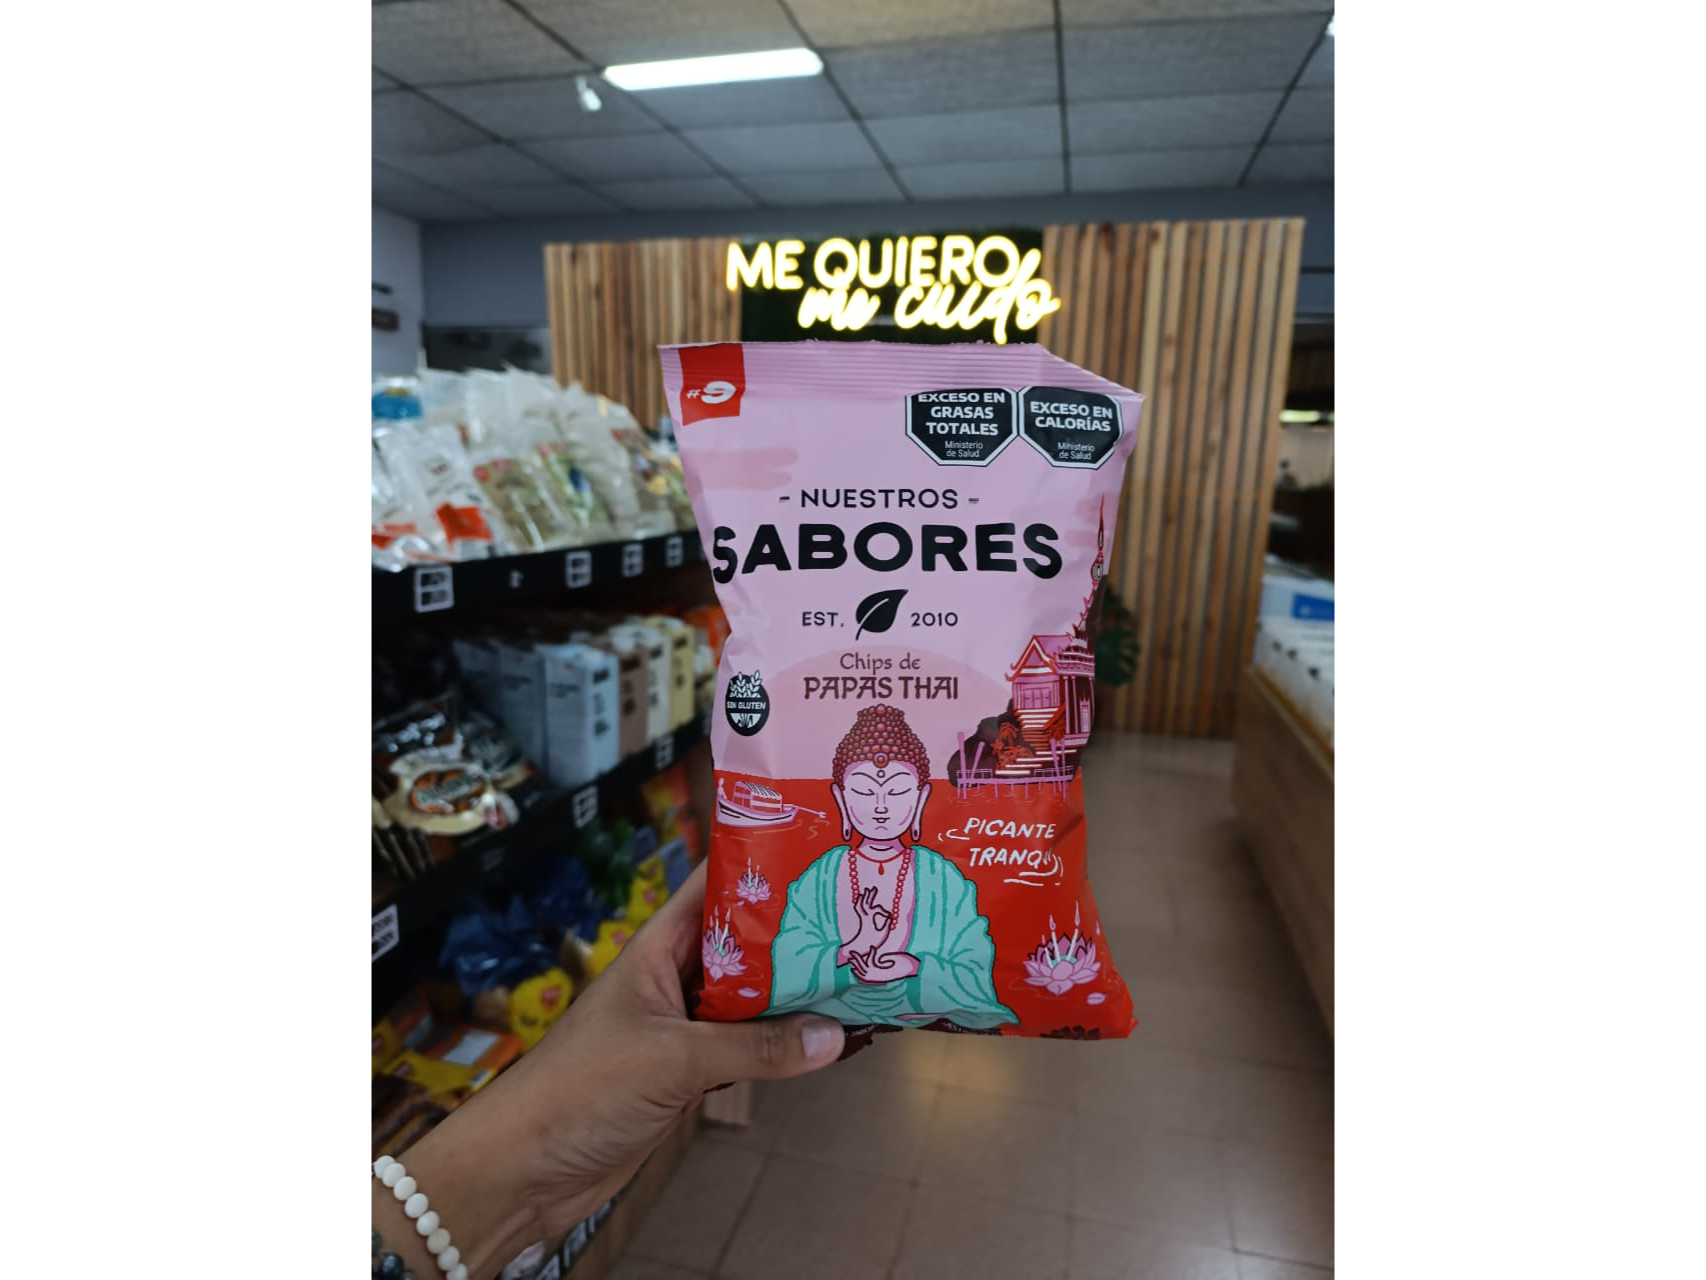 ME QUIERO
me cuido
#9
EXCESO EN
GRASAS
TOTALES
Ministerio
de Salud
EXCESO EN
CALORÍAS
Ministerio
de Salud
- NUESTROS -
SABORES
EST. 2010
Chips de
PAPAS THAI
SIN GLUTEN
PICANTE
TRANQUI